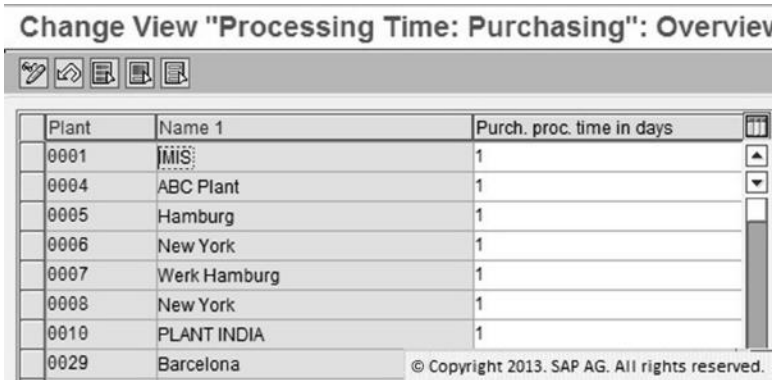 Change View "Processing Time: Purchasing": Overview
Plant Name 1 Purch. proc. time in days
0001 IMIS 1
0004 ABC Plant 1
0005 Hamburg 1
0006 New York 1
0007 Werk Hamburg 1
0008 New York 1
0010 PLANT INDIA 1
0029 Barcelona
© Copyright 2013. SAP AG. All rights reserved.